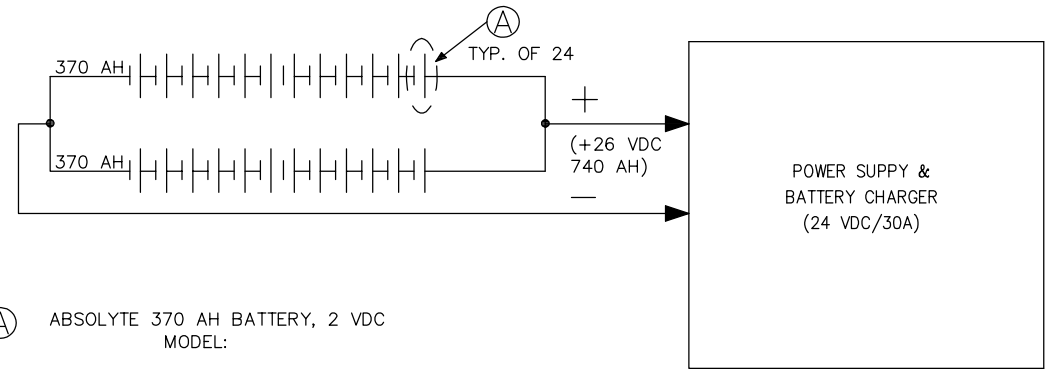 A
TYP. OF 24
370 AH
+
(+26 VDC
740 AH)
—
370 AH
POWER SUPPY &
BATTERY CHARGER
(24 VDC/30A)
A ABSOLYTE 370 AH BATTERY, 2 VDC
MODEL: